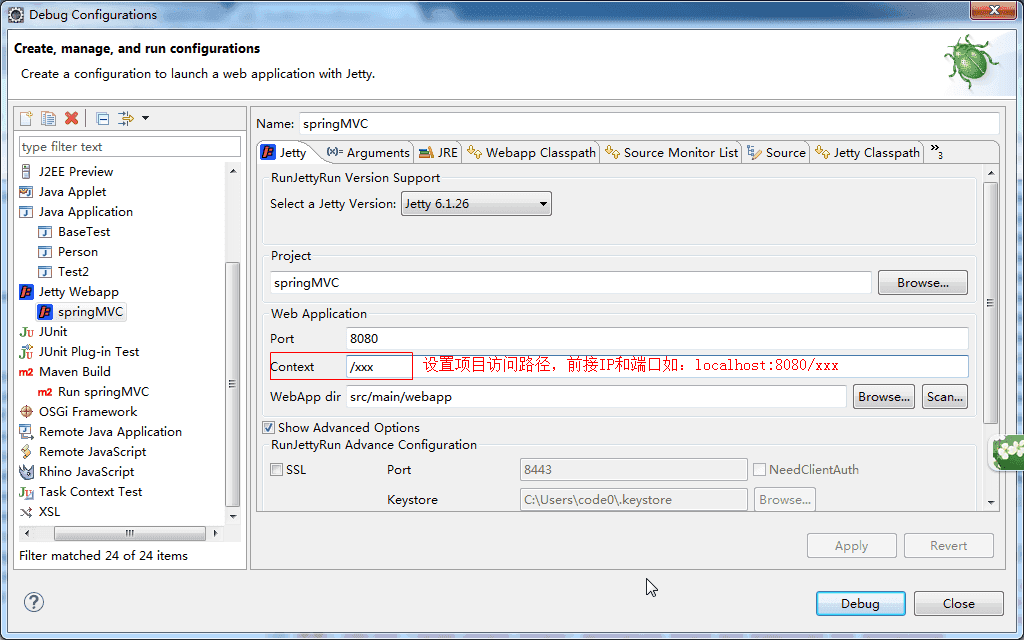 Debug Configurations
Create, manage, and run configurations
Create a configuration to launch a web application with Jetty.
type filter text
J2EE Preview
Java Applet
Java Application
BaseTest
Person
Test2
Jetty Webapp
springMVC
JUnit
JUnit Plug-in Test
Maven Build
Run springMVC
OSGi Framework
Remote Java Application
Remote JavaScript
Rhino JavaScript
Task Context Test
XSL
Filter matched 24 of 24 items
Name: springMVC
Jetty (x)= Arguments JRE Webapp Classpath Source Monitor List Source Jetty Classpath »3
RunJettyRun Version Support
Select a Jetty Version: Jetty 6.1.26
Project
springMVC Browse...
Web Application
Port 8080
Context /xxx 设置项目访问路径，前接IP和端口如：localhost:8080/xxx
WebApp dir src/main/webapp Browse... Scan...
Show Advanced Options
RunJettyRun Advance Configuration
SSL Port 8443 NeedClientAuth
Keystore C:\Users\code0\.keystore Browse...
Apply Revert
? Debug Close